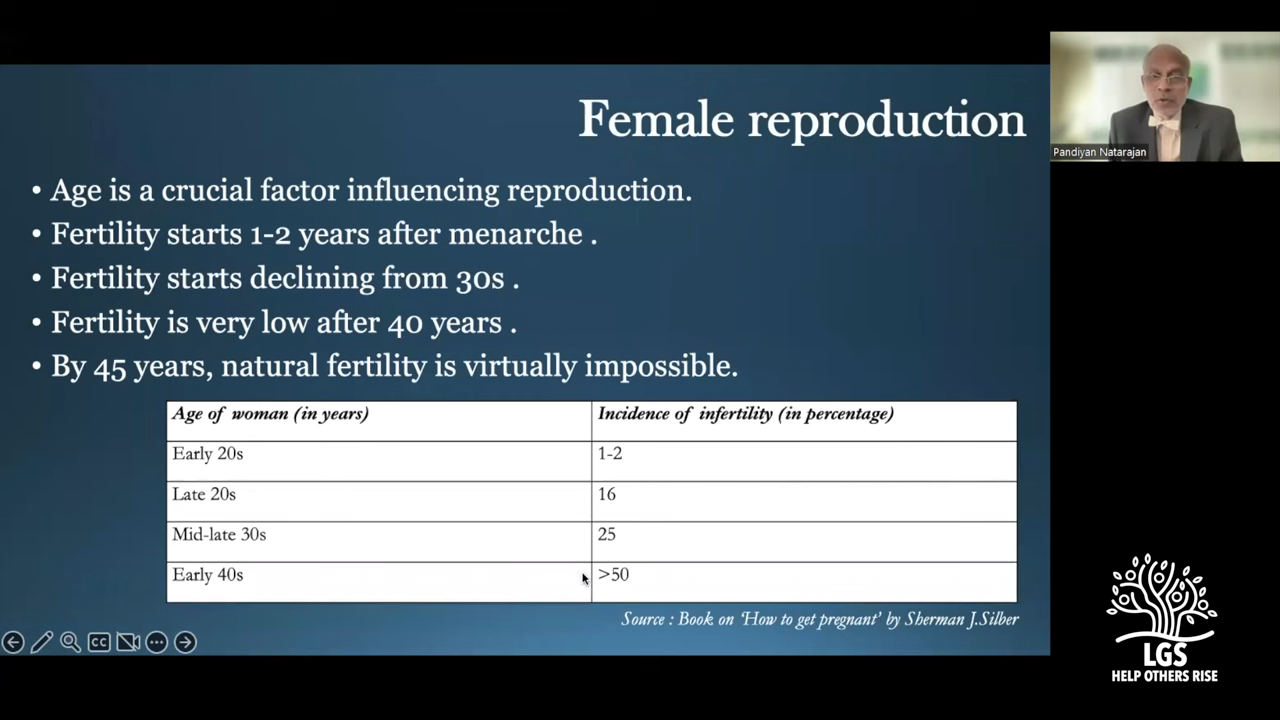 Female reproduction
Pandiyan Natarajan
• Age is a crucial factor influencing reproduction.
• Fertility starts 1-2 years after menarche .
• Fertility starts declining from 30s .
• Fertility is very low after 40 years .
• By 45 years, natural fertility is virtually impossible.
Age of woman (in years) Incidence of infertility (in percentage)
Early 20s 1-2
Late 20s 16
Mid-late 30s 25
Early 40s >50
Source : Book on ‘How to get pregnant’ by Sherman J.Silber
CC
LGS
HELP OTHERS RISE